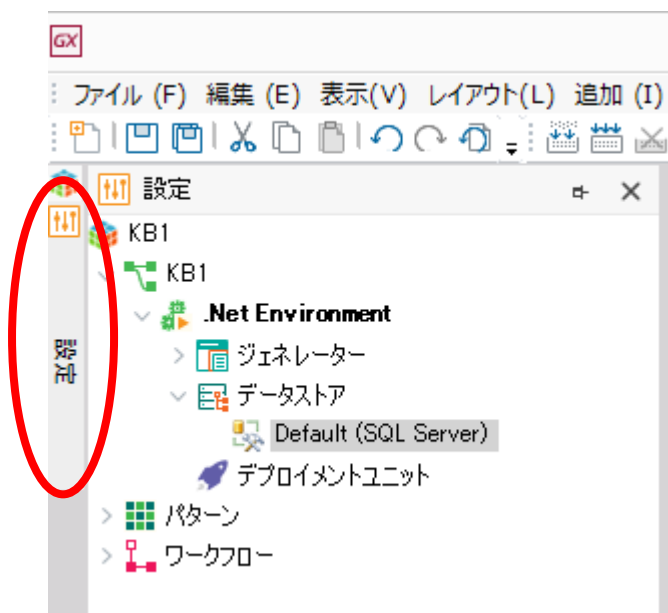 GX
ファイル (F) 編集 (E) 表示(V) レイアウト(L) 追加 (I)
設定
設定
KB1
KB1
.Net Environment
ジェネレーター
データストア
Default (SQL Server)
デプロイメントユニット
パターン
ワークフロー